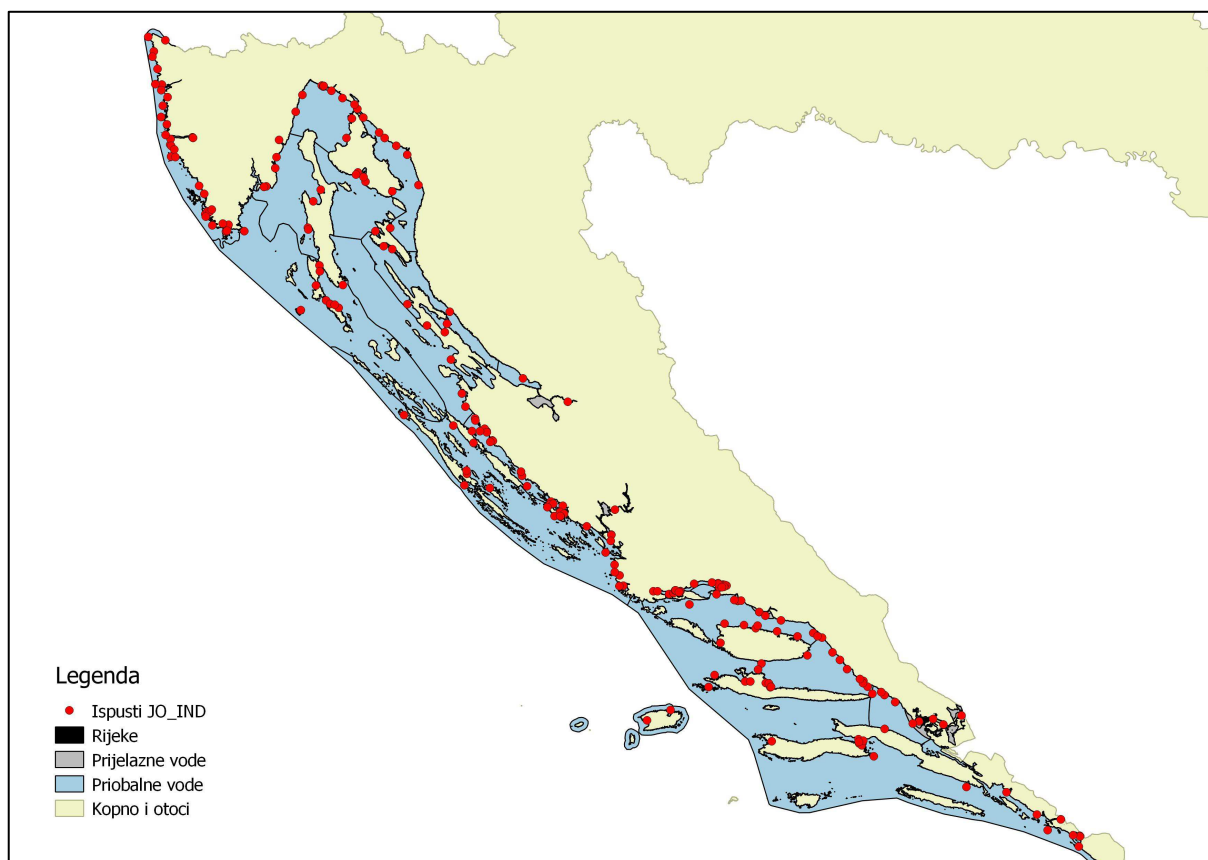 Legenda
Ispusti JO_IND
Rijeke
Prijelazne vode
Priobalne vode
Kopno i otoci